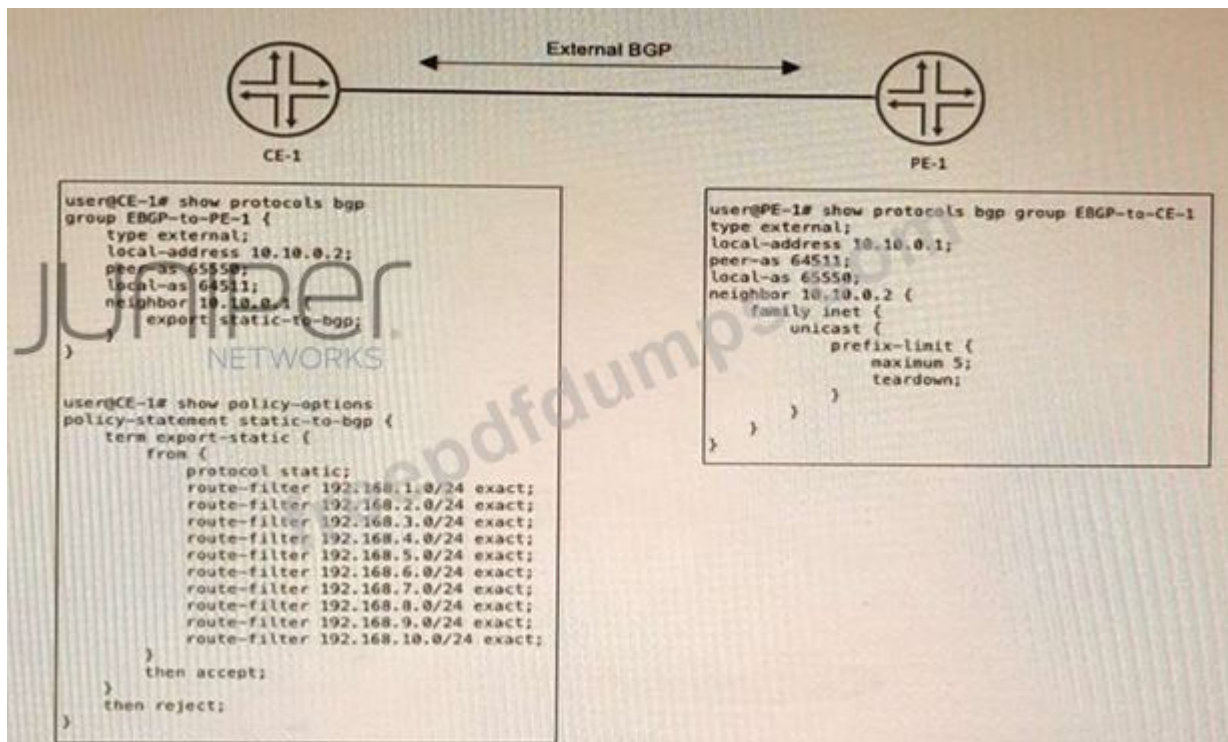 External BGP
CE-1
PE-1
user@CE-1# show protocols bgp
group EBGP-to-PE-1 {
type external;
local-address 10.10.0.2;
peer-as 65550;
local-as 64511;
neighbor 10.10.0.1 {
export static-to-bgp;
}
}
user@CE-1# show policy-options
policy-statement static-to-bgp {
term export-static {
from {
protocol static;
route-filter 192.168.1.0/24 exact;
route-filter 192.168.2.0/24 exact;
route-filter 192.168.3.0/24 exact;
route-filter 192.168.4.0/24 exact;
route-filter 192.168.5.0/24 exact;
route-filter 192.168.6.0/24 exact;
route-filter 192.168.7.0/24 exact;
route-filter 192.168.8.0/24 exact;
route-filter 192.168.9.0/24 exact;
route-filter 192.168.10.0/24 exact;
}
then accept;
}
then reject;
}
user@PE-1# show protocols bgp group EBGP-to-CE-1
type external;
local-address 10.10.0.1;
peer-as 64511;
local-as 65550;
neighbor 10.10.0.2 {
family inet {
unicast {
prefix-limit {
maximum 5;
teardown;
}
}
}
}
JUNIPER
NETWORKS